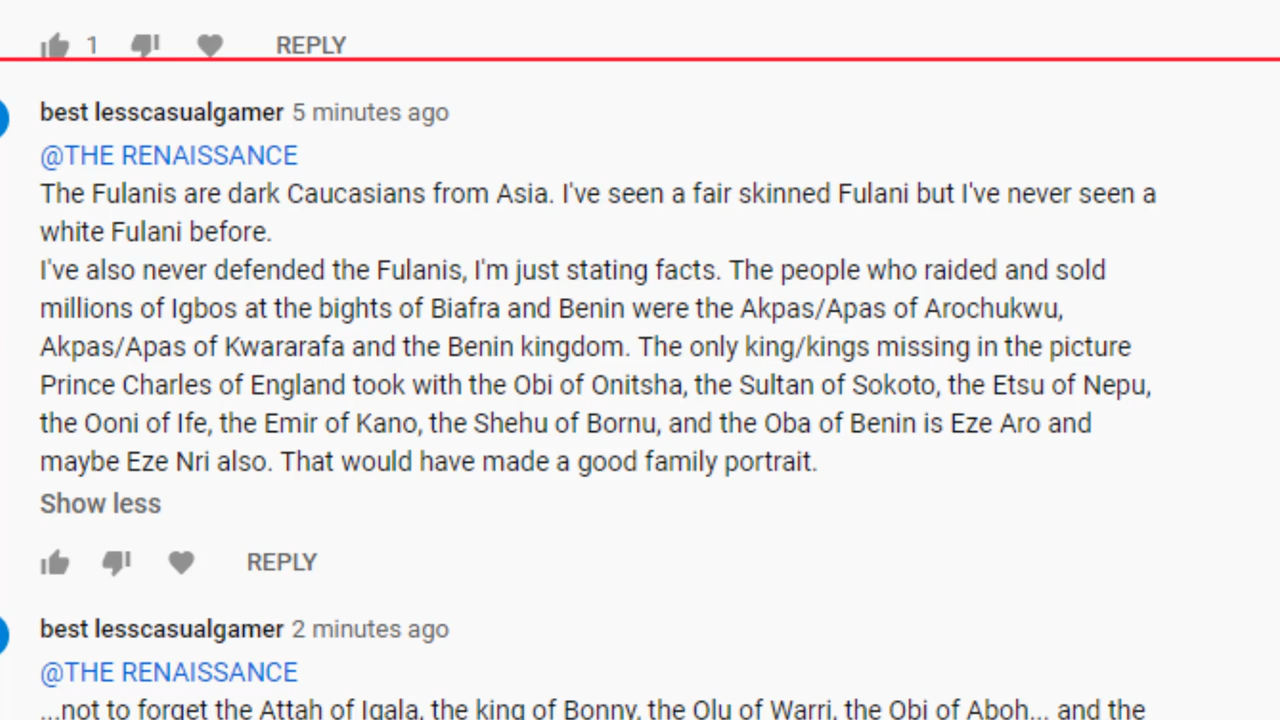 1 REPLY
best lesscasualgamer 5 minutes ago
@THE RENAISSANCE
The Fulanis are dark Caucasians from Asia. I've seen a fair skinned Fulani but I've never seen a
white Fulani before.
I've also never defended the Fulanis, I'm just stating facts. The people who raided and sold
millions of Igbos at the bights of Biafra and Benin were the Akpas/Apas of Arochukwu,
Akpas/Apas of Kwararafa and the Benin kingdom. The only king/kings missing in the picture
Prince Charles of England took with the Obi of Onitsha, the Sultan of Sokoto, the Etsu of Nepu,
the Ooni of Ife, the Emir of Kano, the Shehu of Bornu, and the Oba of Benin is Eze Aro and
maybe Eze Nri also. That would have made a good family portrait.
Show less
REPLY
best lesscasualgamer 2 minutes ago
@THE RENAISSANCE
...not to forget the Attah of Igala, the king of Bonny, the Olu of Warri, the Obi of Aboh... and the